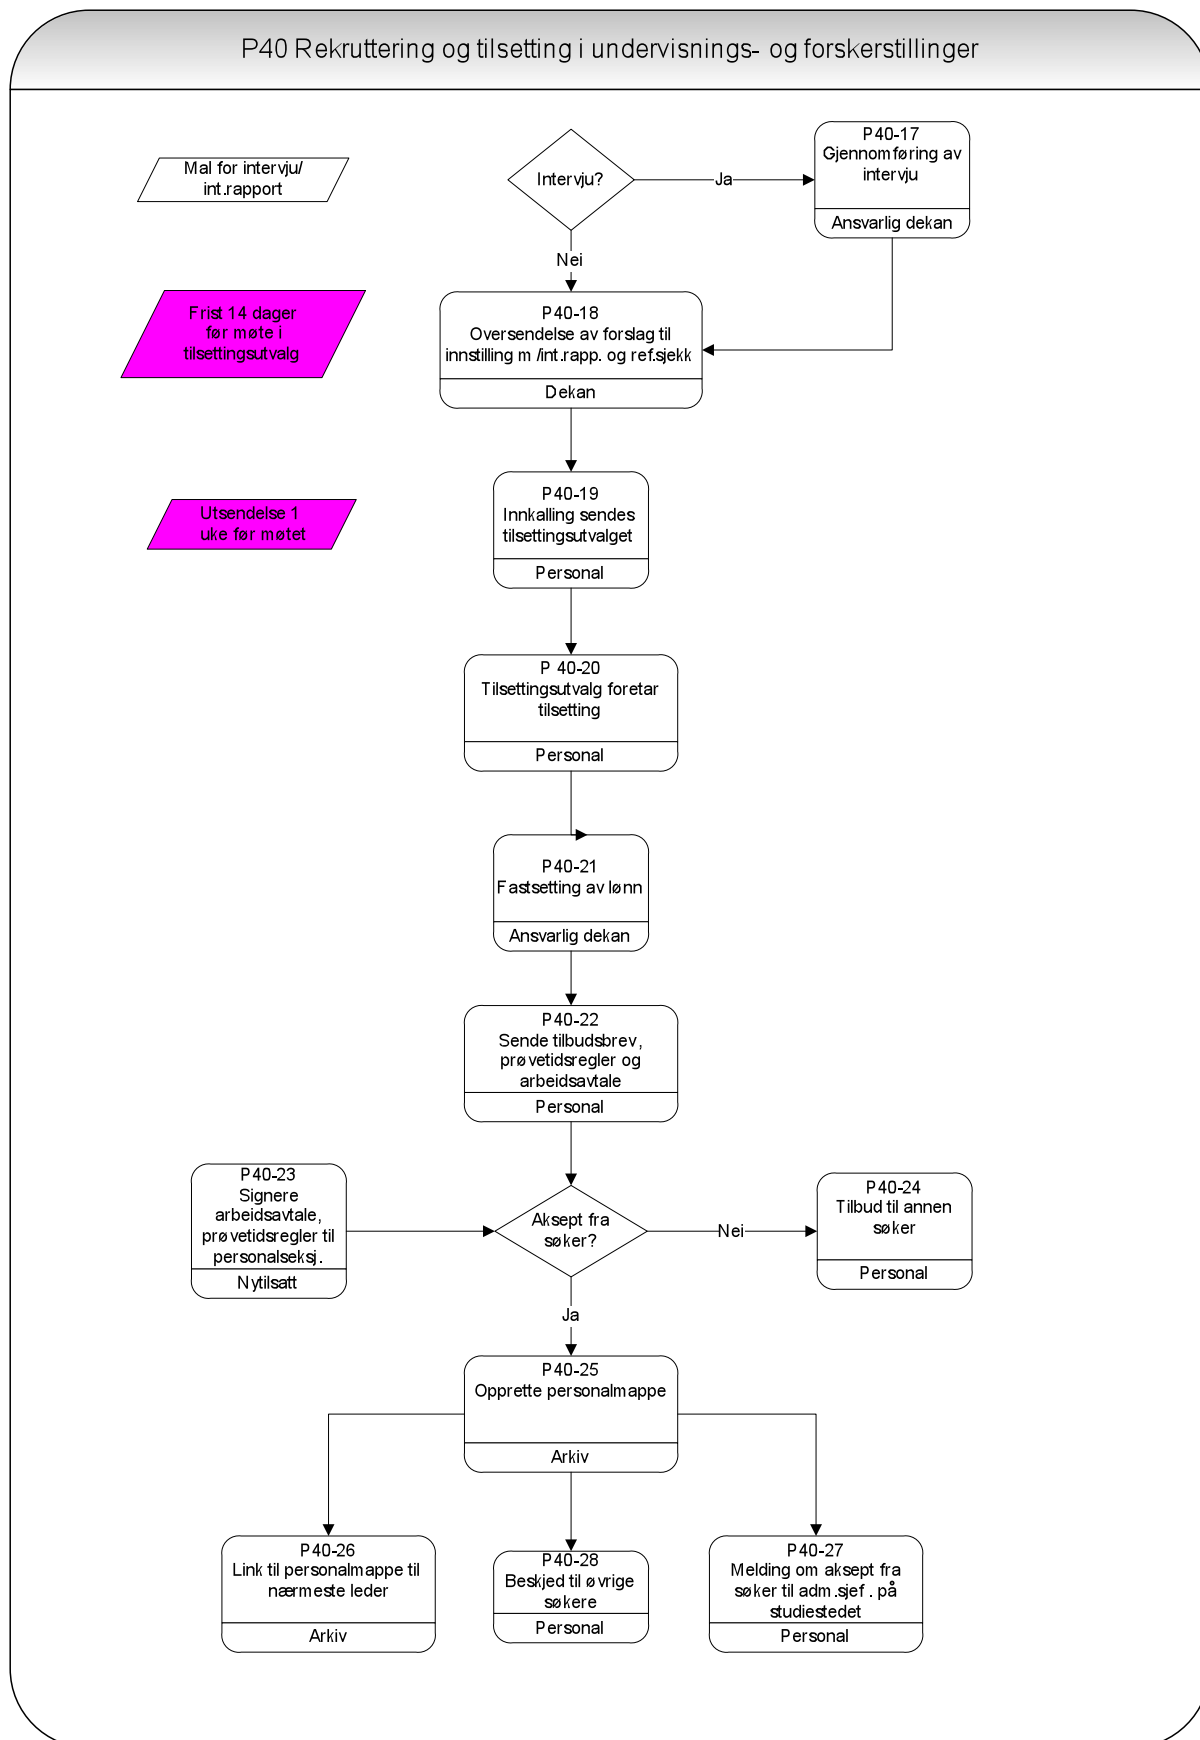 P40 Rekruttering og tilsetting i undervisnings- og forskerstillinger
Mal for intervju/
int.rapport
Intervju?
Ja
P40-17
Gjennomføring av
intervju
Ansvarlig dekan
Nei
Frist 14 dager
før møte i
tilsettingsutvalg
P40-18
Oversendelse av forslag til
innstilling m /int.rapp. og ref.sjekk
Dekan
Utsendelse 1
uke før møtet
P40-19
Innkalling sendes
tilsettingsutvalget
Personal
P 40-20
Tilsettingsutvalg foretar
tilsetting
Personal
P40-21
Fastsetting av lønn
Ansvarlig dekan
P40-22
Sende tilbudsbrev,
prøvetidsregler og
arbeidsavtale
Personal
P40-23
Signere
arbeidsavtale,
prøvetidsregler til
personalseksj.
Nytilsatt
Aksept fra
søker?
Nei
P40-24
Tilbud til annen
søker
Personal
Ja
P40-25
Opprette personalmappe
Arkiv
P40-26
Link til personalmappe til
nærmeste leder
Arkiv
P40-28
Beskjed til øvrige
søkere
Personal
P40-27
Melding om aksept fra
søker til adm.sjef . på
studiestedet
Personal